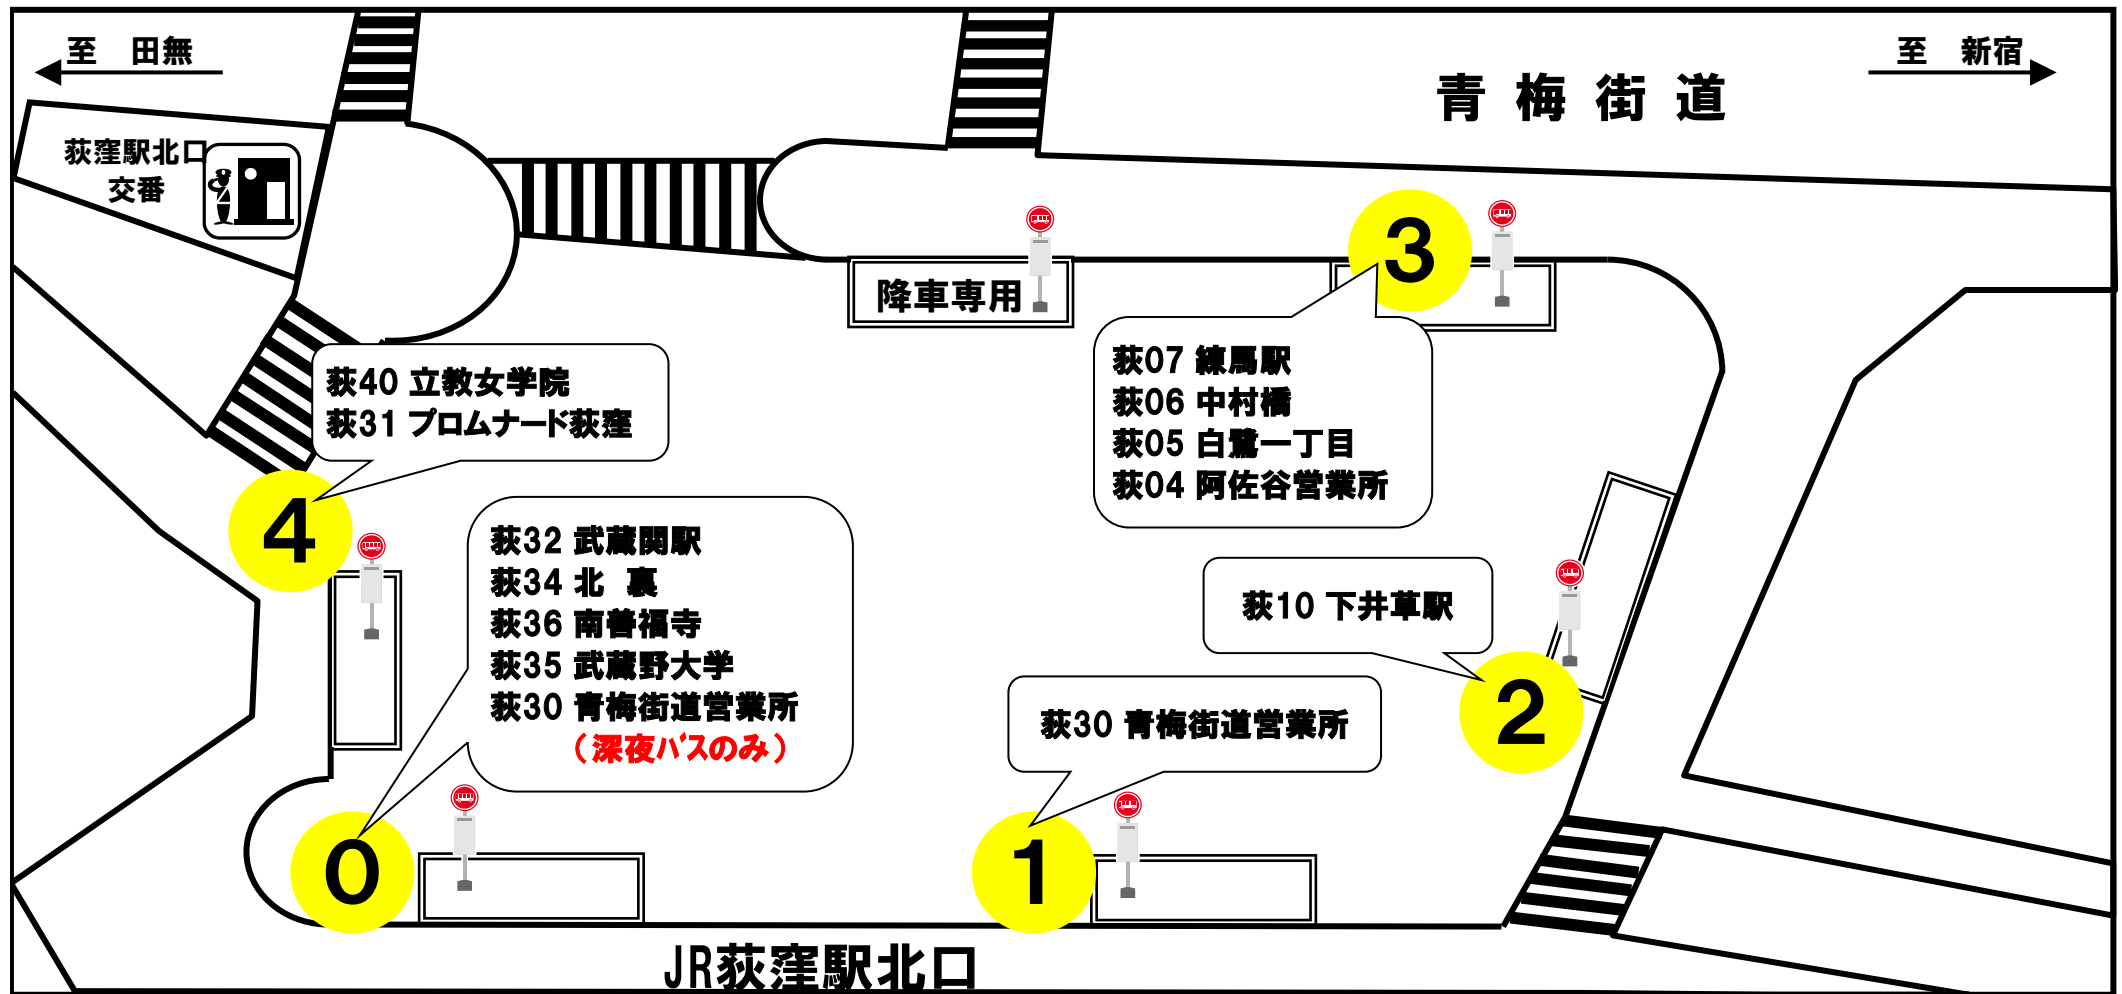 至　田無
至　新宿
青梅街道
荻窪駅北口
交番
降車専用
3
荻07 練馬駅
荻06 中村橋
荻05 白鷺一丁目
荻04 阿佐谷営業所
荻40 立教女学院
荻31 プロムナード荻窪
4
荻32 武蔵関駅
荻34 北　裏
荻36 南善福寺
荻35 武蔵野大学
荻30 青梅街道営業所
（深夜バスのみ）
荻10 下井草駅
2
荻30 青梅街道営業所
0
1
JR荻窪駅北口